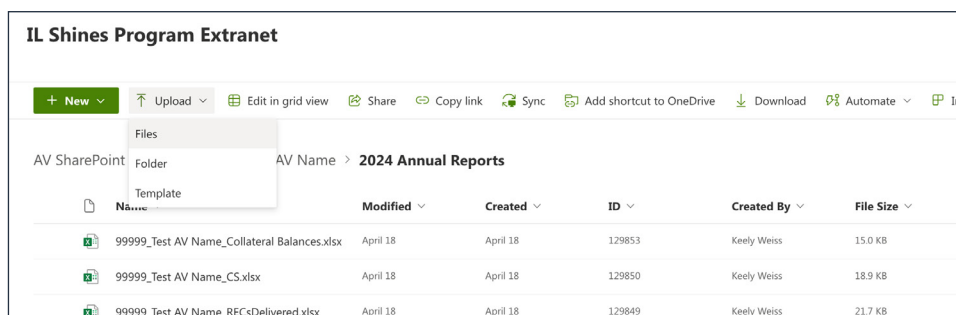 IL Shines Program Extranet
+ New Upload Edit in grid view Share Copy link Sync Add shortcut to OneDrive Download Automate
Files
AV SharePoint AV Name > 2024 Annual Reports
Folder
Template
Name Modified Created ID Created By File Size
99999_Test AV Name_Collateral Balances.xlsx April 18 April 18 129853 Keely Weiss 15.0 KB
99999_Test AV Name_CS.xlsx April 18 April 18 129850 Keely Weiss 18.9 KB
99999_Test AV Name_RECsDelivered.xlsx April 18 April 18 129849 Keely Weiss 21.7 KB